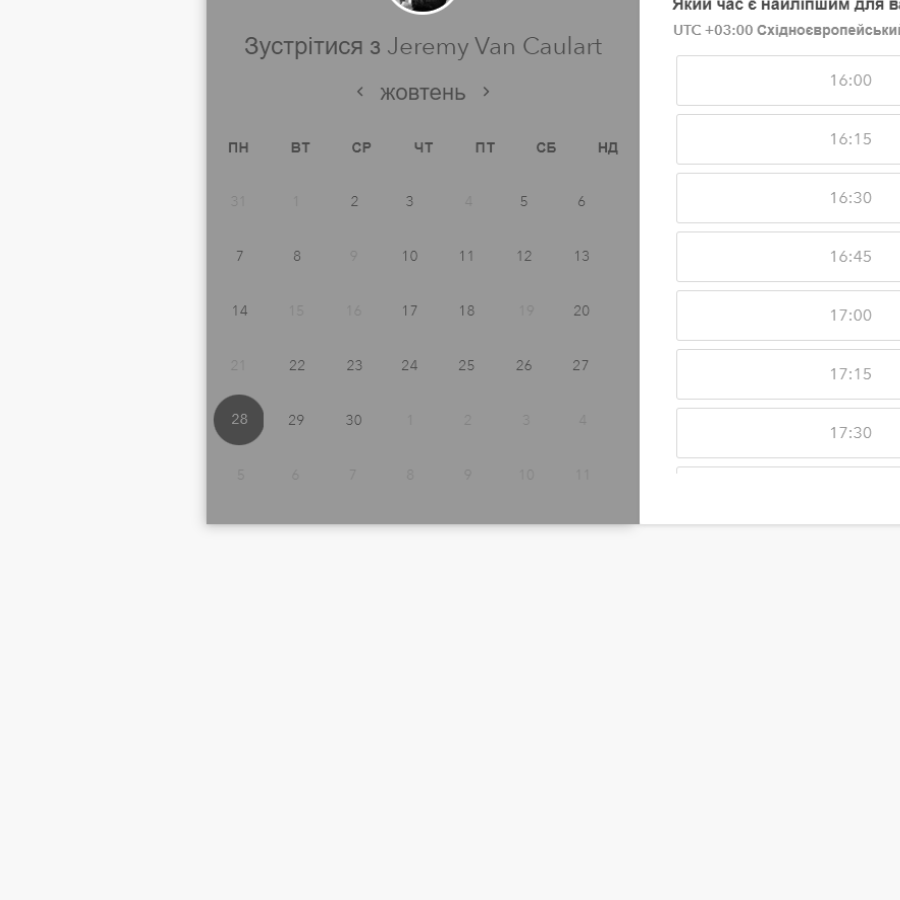 Зустрітися з Jeremy Van Caulart
жовтень
ПН ВТ СР ЧТ ПТ СБ НД
31 1 2 3 4 5 6
7 8 9 10 11 12 13
14 15 16 17 18 19 20
21 22 23 24 25 26 27
28 29 30 1 2 3 4
5 6 7 8 9 10 11
Який час є найліпшим для
UTC +03:00 Східноєвропейськи
16:00
16:15
16:30
16:45
17:00
17:15
17:30